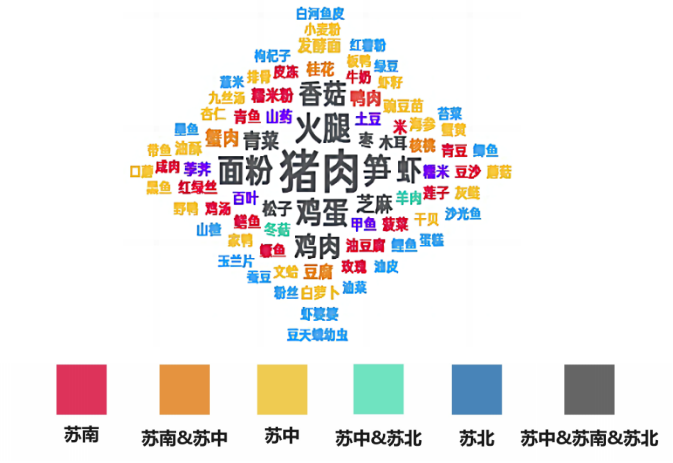 白河鱼皮
小麦粉
发酵面 红薯粉
枸杞子 板鸭 绿豆
排骨 皮冻 桂花 牛奶 虾籽
薏米 香菇 鸭肉
九丝汤 糯米粉 豌豆苗
杏仁 青鱼 山药 火腿 土豆 海参 苔菜
墨鱼 蟹肉 青菜 枣 木耳 米 核桃 蟹黄
带鱼 油酥 青豆 鲫鱼
口蘑 咸肉 荸荠 面粉 猪肉 笋 虾 糯米 豆沙 蘑菇
黑鱼 红绿丝 百叶 羊肉 莲子 灰鲢
野鸭 鸡汤 松子 鸡蛋 芝麻 干贝 沙光鱼
山楂 鳝鱼 冬菇 甲鱼 菠菜
家鸭 鳜鱼 鸡肉 油豆腐 鲤鱼 蛋糕
玉兰片 文蛤 豆腐 玫瑰 油皮
蚕豆
粉丝 白萝卜 油菜
虾婆婆
豆天蛾幼虫
苏南 苏南&苏中 苏中 苏中&苏北 苏北 苏中&苏南&苏北